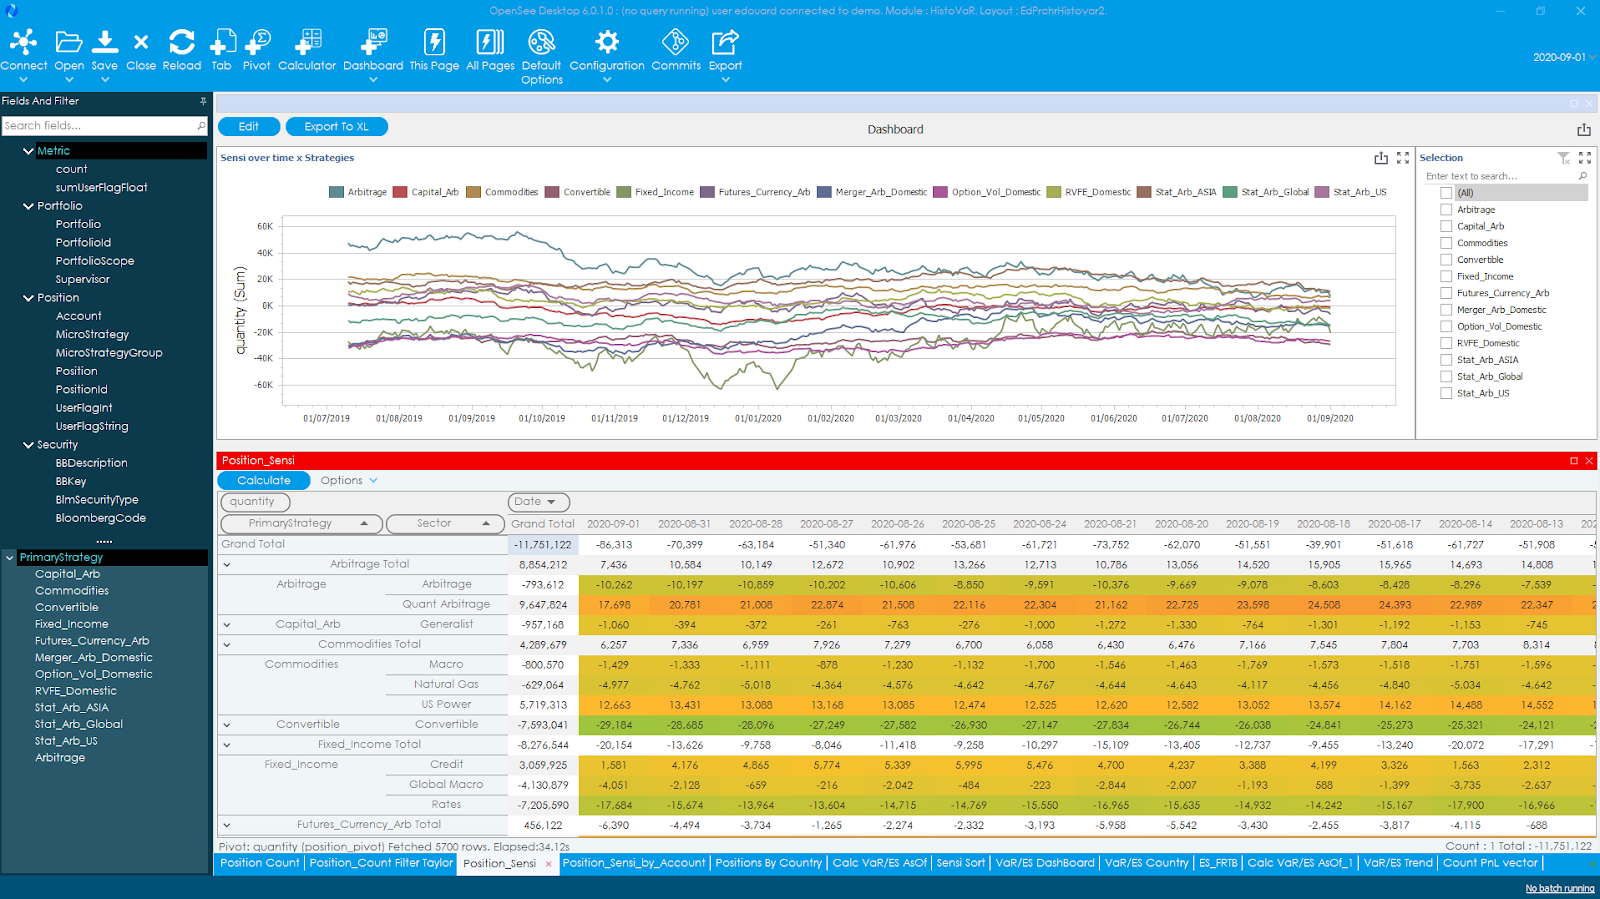 OpenSee Desktop 6.0.1.0 : (no query running) user edouard connected to demo. Module : HistoVaR. Layout : EdPrchrHistovar2.
Connect Open Save Close Reload Tab Pivot Calculator Dashboard This Page All Pages Default Options Configuration Commits Export
2020-09-01
Fields And Filter
Search fields...
Metric
count
sumUserFlagFloat
Portfolio
Portfolio
PortfolioId
PortfolioScope
Supervisor
Position
Account
MicroStrategy
MicroStrategyGroup
Position
PositionId
UserFlagInt
UserFlagString
Security
BBDescription
BBKey
BlmSecurityType
BloombergCode
.....
PrimaryStrategy
Capital_Arb
Commodities
Convertible
Fixed_Income
Futures_Currency_Arb
Merger_Arb_Domestic
Option_Vol_Domestic
RVFE_Domestic
Stat_Arb_ASIA
Stat_Arb_Global
Stat_Arb_US
Arbitrage
Edit Export To XL Dashboard
Sensi over time x Strategies
Arbitrage Capital_Arb Commodities Convertible Fixed_Income Futures_Currency_Arb Merger_Arb_Domestic Option_Vol_Domestic RVFE_Domestic Stat_Arb_ASIA Stat_Arb_Global Stat_Arb_US
quantity (Sum)
60K
40K
20K
0K
-20K
-40K
-60K
01/07/2019 01/08/2019 01/09/2019 01/10/2019 01/11/2019 01/12/2019 01/01/2020 01/02/2020 01/03/2020 01/04/2020 01/05/2020 01/06/2020 01/07/2020 01/08/2020 01/09/2020
Selection
Enter text to search...
(All)
Arbitrage
Capital_Arb
Commodities
Convertible
Fixed_Income
Futures_Currency_Arb
Merger_Arb_Domestic
Option_Vol_Domestic
RVFE_Domestic
Stat_Arb_ASIA
Stat_Arb_Global
Stat_Arb_US
Position_Sensi
Calculate Options
quantity Date
PrimaryStrategy Sector Grand Total 2020-09-01 2020-08-31 2020-08-28 2020-08-27 2020-08-26 2020-08-25 2020-08-24 2020-08-21 2020-08-20 2020-08-19 2020-08-18 2020-08-17 2020-08-14 2020-08-13 202
Grand Total -11,751,122 -86,313 -70,399 -63,184 -51,340 -61,976 -53,681 -61,721 -73,752 -62,070 -51,551 -39,901 -51,618 -61,727 -51,908
Arbitrage Total 8,854,212 7,436 10,584 10,149 12,672 10,902 13,266 12,713 10,786 13,056 14,520 15,905 15,965 14,693 14,808
Arbitrage Arbitrage -793,612 -10,262 -10,197 -10,859 -10,202 -10,606 -8,850 -9,591 -10,376 -9,669 -9,078 -8,603 -8,428 -8,296 -7,539
Quant Arbitrage 9,647,824 17,698 20,781 21,008 22,874 21,508 22,116 22,304 21,162 22,725 23,598 24,508 24,393 22,989 22,347
Capital_Arb Generalist -957,168 -1,060 -394 -372 -261 -763 -276 -1,000 -1,272 -1,330 -764 -1,301 -1,192 -1,153 -745
Commodities Total 4,289,679 6,257 7,336 6,959 7,926 7,279 6,700 6,058 6,430 6,476 7,166 7,545 7,804 7,703 8,314
Commodities Macro -800,570 -1,429 -1,333 -1,111 -878 -1,230 -1,132 -1,700 -1,546 -1,463 -1,769 -1,573 -1,518 -1,751 -1,596
Natural Gas -629,064 -4,977 -4,762 -5,018 -4,364 -4,576 -4,642 -4,767 -4,644 -4,643 -4,117 -4,456 -4,840 -5,034 -4,642
US Power 5,719,313 12,663 13,431 13,088 13,168 13,085 12,474 12,525 12,620 12,582 13,052 13,574 14,162 14,488 14,552
Convertible Convertible -7,593,041 -29,184 -28,685 -28,096 -27,249 -27,582 -26,930 -27,147 -27,834 -26,744 -26,038 -24,841 -25,273 -25,321 -24,121
Fixed_Income Total -8,276,544 -20,154 -13,626 -9,758 -8,046 -11,418 -9,258 -10,297 -15,109 -13,405 -12,737 -9,455 -13,240 -20,072 -17,291
Fixed_Income Credit 3,059,925 1,581 4,176 4,865 5,774 5,339 5,995 5,476 4,700 4,237 3,388 4,199 3,326 1,563 2,312
Global Macro -4,130,879 -4,051 -2,128 -659 -216 -2,042 -484 -223 -2,844 -2,007 -1,193 588 -1,399 -3,735 -2,637
Rates -7,205,590 -17,684 -15,674 -13,964 -13,604 -14,715 -14,769 -15,550 -16,965 -15,635 -14,932 -14,242 -15,167 -17,900 -16,966
Futures_Currency_Arb Total 456,122 -6,390 -4,494 -3,734 -1,265 -2,274 -2,332 -3,193 -5,958 -5,542 -3,430 -2,455 -3,817 -4,115 -688
Pivot: quantity (position_pivot) Fetched 5700 rows. Elapsed:34.12s Count : 1 Total : -11,751,122
Position Count Position_Count Filter Taylor Position_Sensi × Position_Sensi_by_Account Positions By Country Calc VaR/ES AsOf Sensi Sort VaR/ES Dashboard VaR/ES Country ES_FRTB Calc VaR/ES AsOf_1 VaR/ES Trend Count PnL vector
No batch running